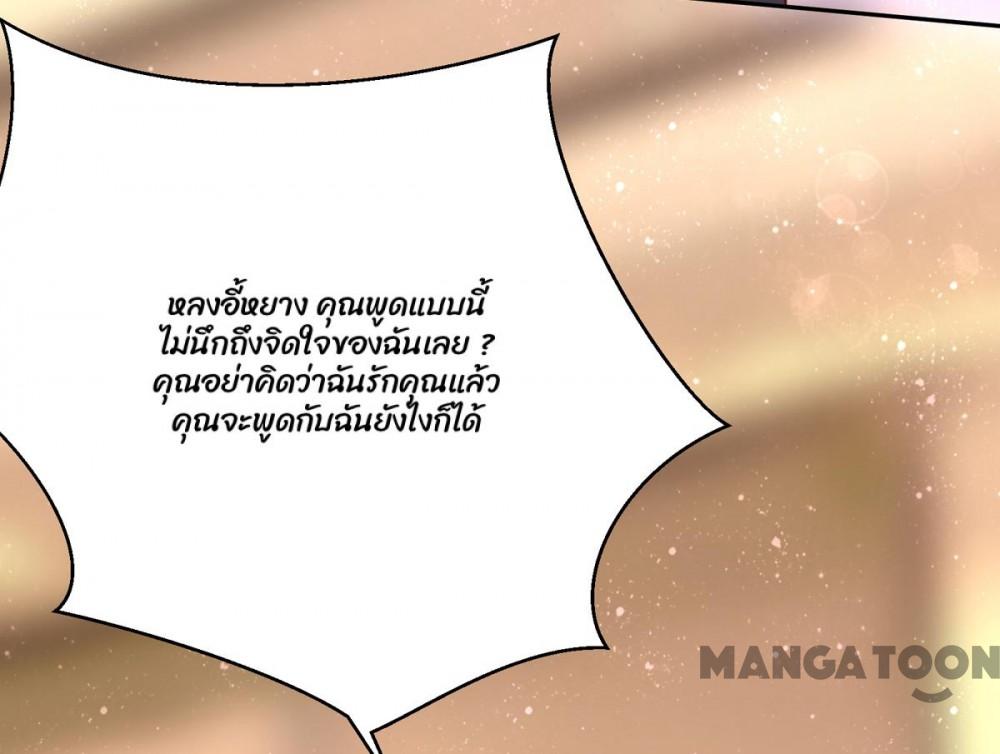 หลงอี้หยาง คุณพูดแบบนี้
ไม่นึกถึงจิตใจของฉันเลย ?
คุณอย่าคิดว่าฉันรักคุณแล้ว
คุณจะพูดกับฉันยังไงก็ได้
MANGATOON